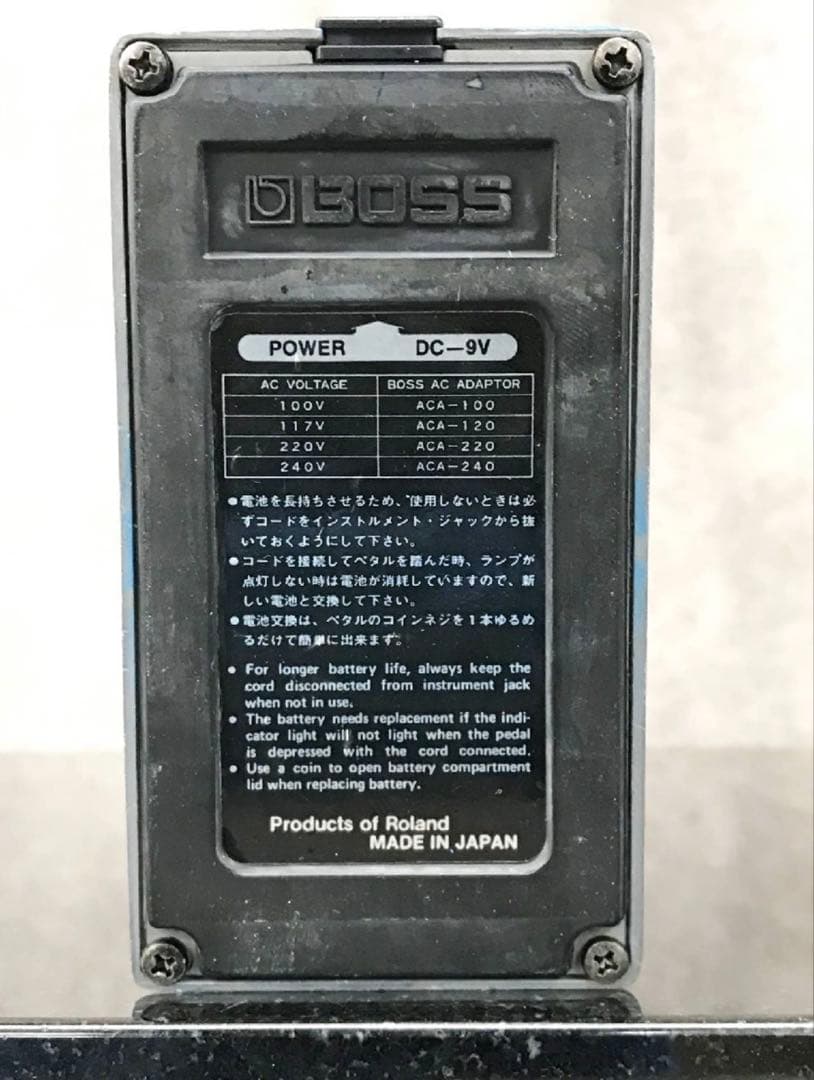 BOSS
POWER DC-9V
AC VOLTAGE BOSS AC ADAPTOR
100V ACA-100
117V ACA-120
220V ACA-220
240V ACA-240
●電池を長持ちさせるため、使用しないときは必
ずコードをインストルメント・ジャックから抜
いておくようにして下さい。
●コードを接続してペタルを踏んだ時、ランプが
点灯しない時は電池が消耗していますので、新
しい電池と交換して下さい。
●電池交換は、ペタルのコインネジを1本ゆるめ
るだけで簡単に出来ます。
● For longer battery life, always keep the
cord disconnected from instrument jack
when not in use.
● The battery needs replacement if the indi-
cator light will not light when the pedal
is depressed with the cord connected.
● Use a coin to open battery compartment
lid when replacing battery.
Products of Roland
MADE IN JAPAN